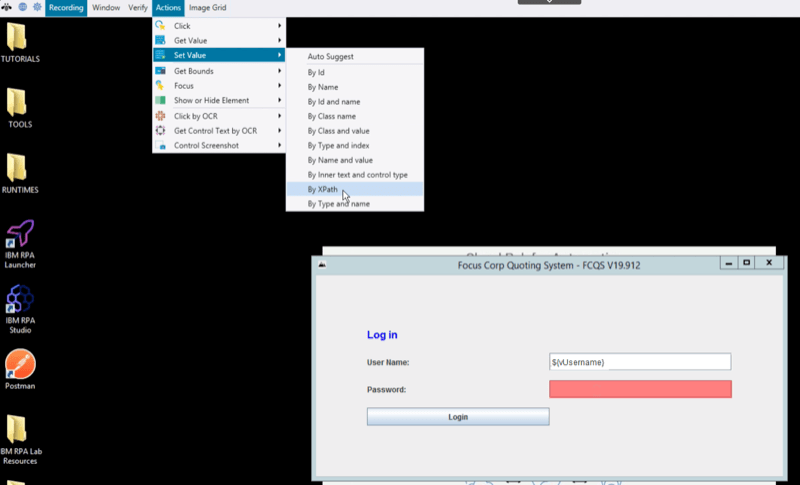 Recording Window Verify Actions Image Grid
Click
Get Value
Set Value
Get Bounds
Focus
Show or Hide Element
Click by OCR
Get Control Text by OCR
Control Screenshot
Auto Suggest
By Id
By Name
By Id and name
By Class name
By Class and value
By Type and index
By Name and value
By Inner text and control type
By XPath
By Type and name
TUTORIALS
TOOLS
RUNTIMES
IBM RPA
Launcher
IBM RPA
Studio
Postman
IBM RPA Lab
Resources
Focus Corp Quoting System - FCQS V19.912
Log in
User Name:
${vUsername}
Password:
Login